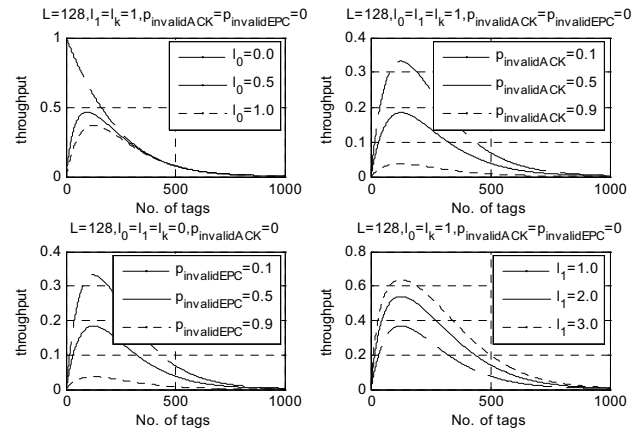 L=128,l0=l1=lk=1,pinvalidACK=pinvalidEPC=0
1
0.5
0
throughput
l0=0.0
l0=0.5
l0=1.0
0 500 1000
No. of tags
L=128,l0=l1=lk=1,pinvalidACK=pinvalidEPC=0
0.4
0.3
0.2
0.1
0
throughput
pinvalidACK=0.1
pinvalidACK=0.5
pinvalidACK=0.9
0 500 1000
No. of tags
L=128,l0=l1=lk=0,pinvalidACK=0
0.4
0.3
0.2
0.1
0
throughput
pinvalidEPC=0.1
pinvalidEPC=0.5
pinvalidEPC=0.9
0 500 1000
No. of tags
L=128,l0=lk=1,pinvalidACK=pinvalidEPC=0
0.8
0.6
0.4
0.2
0
throughput
l1=1.0
l1=2.0
l1=3.0
0 500 1000
No. of tags